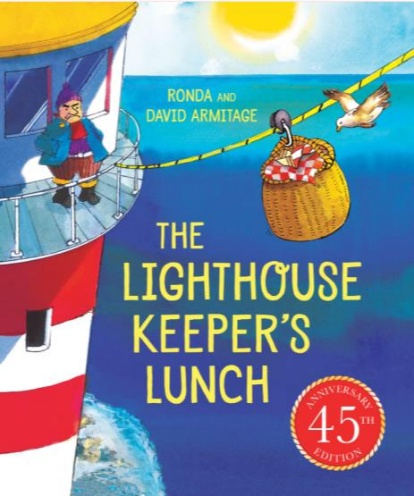 RONDA AND
DAVID ARMITAGE
THE
LIGHTHOUSE
KEEPER'S
LUNCH
ANNIVERSARY
45TH
EDITION